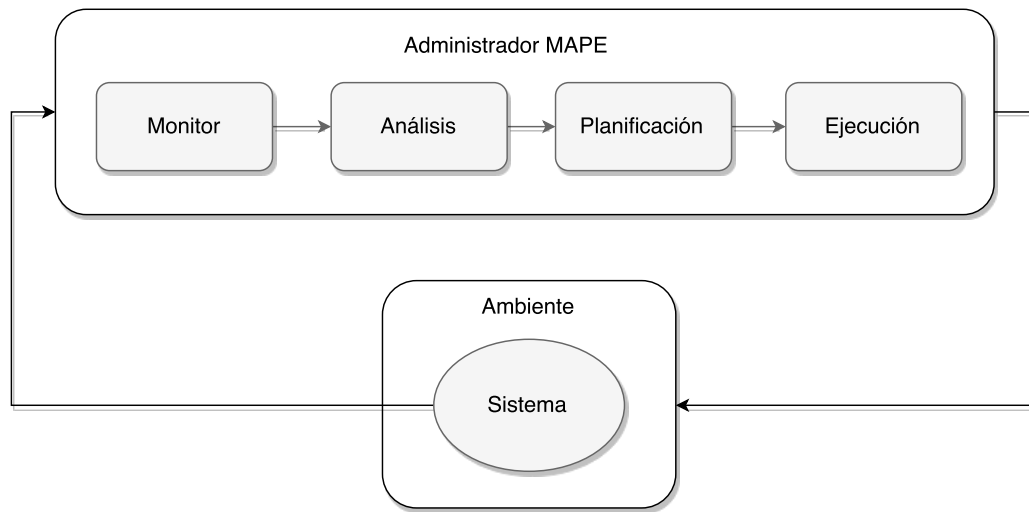 Administrador MAPE
Monitor
Análisis
Planificación
Ejecución
Ambiente
Sistema